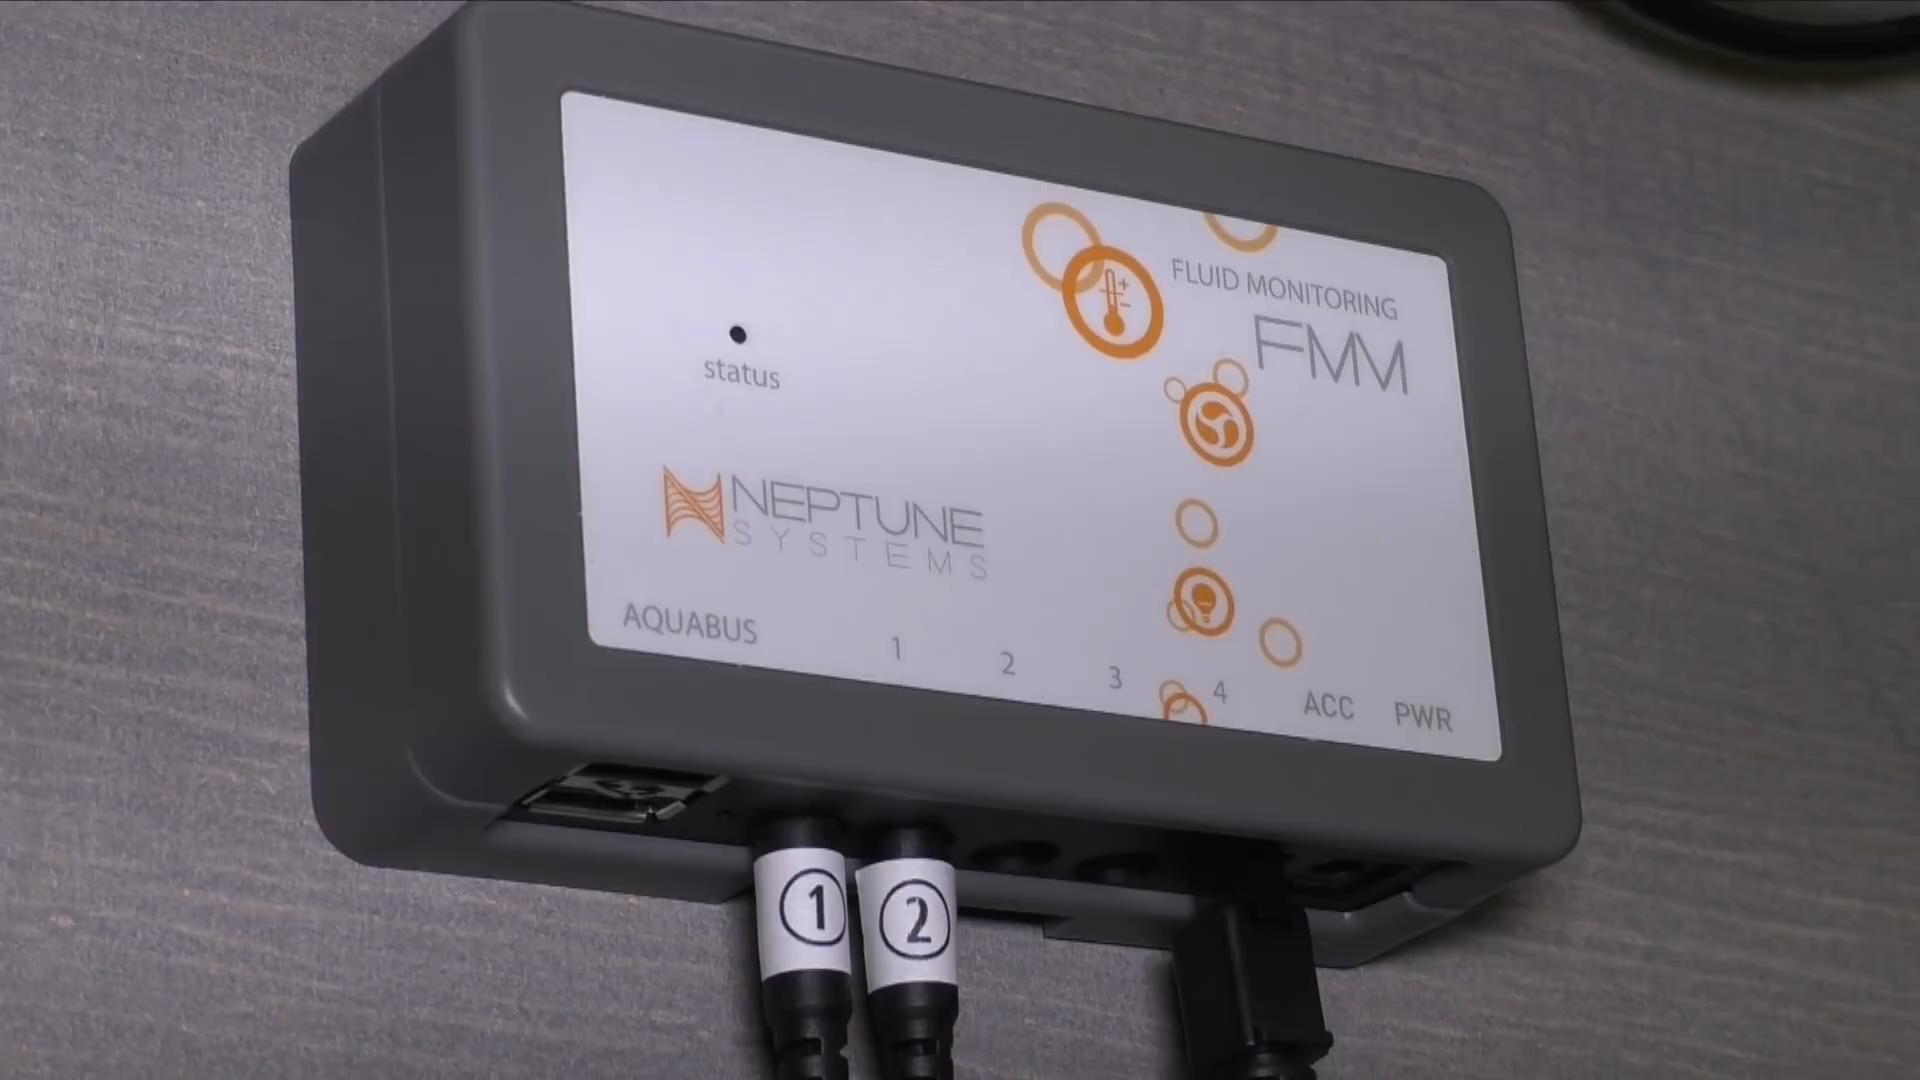 FLUID MONITORING
FMM
status
NEPTUNE
SYSTEMS
AQUABUS 1 2 3 4 ACC PWR
1 2